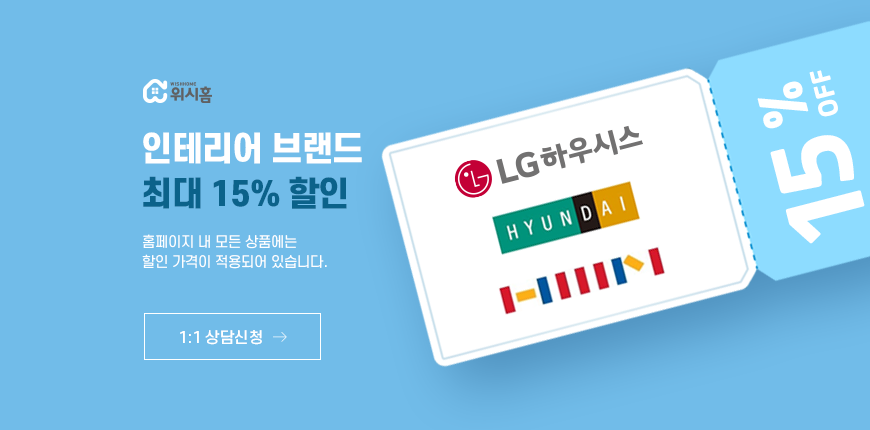 WISHHOME
위시홈
인테리어 브랜드
최대 15% 할인
홈페이지 내 모든 상품에는
할인 가격이 적용되어 있습니다.
1:1 상담신청 →
LG하우시스
HYUNDAI
15% OFF